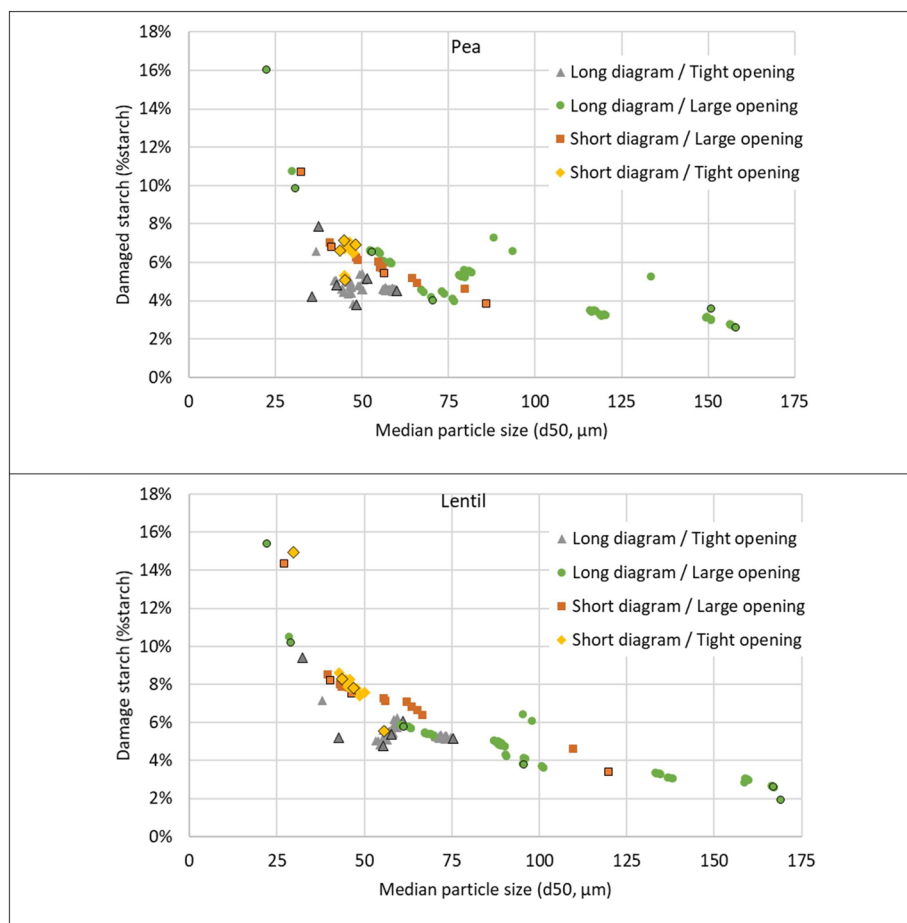 Pea
18%
16%
14%
12%
10%
8%
6%
4%
2%
0%
Damaged starch (%starch)
Long diagram / Tight opening
Long diagram / Large opening
Short diagram / Large opening
Short diagram / Tight opening
0 25 50 75 100 125 150 175
Median particle size (d50, µm)
Lentil
18%
16%
14%
12%
10%
8%
6%
4%
2%
0%
Damage starch (%starch)
Long diagram / Tight opening
Long diagram / Large opening
Short diagram / Large opening
Short diagram / Tight opening
0 25 50 75 100 125 150 175
Median particle size (d50, µm)